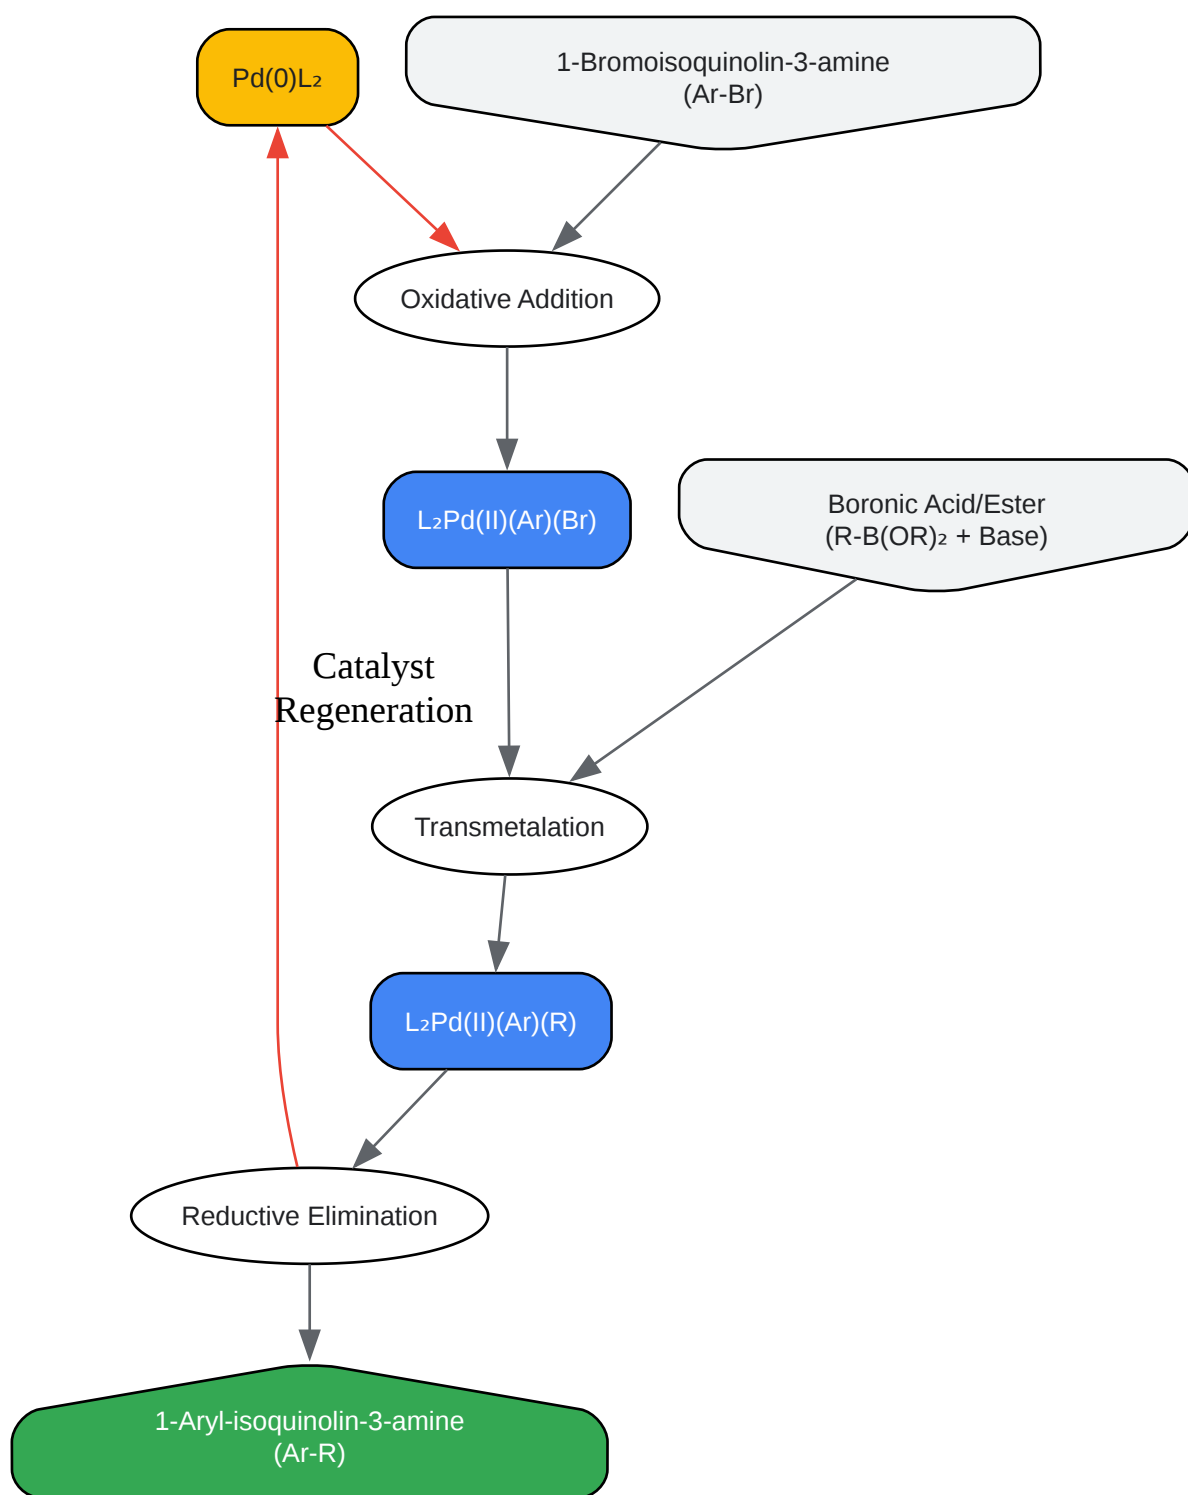 Pd(0)L₂
1-Bromoisoquinolin-3-amine
(Ar-Br)
Oxidative Addition
L₂Pd(II)(Ar)(Br)
Boronic Acid/Ester
(R-B(OR)₂ + Base)
Catalyst
Regeneration
Transmetalation
L₂Pd(II)(Ar)(R)
Reductive Elimination
1-Aryl-isoquinolin-3-amine
(Ar-R)